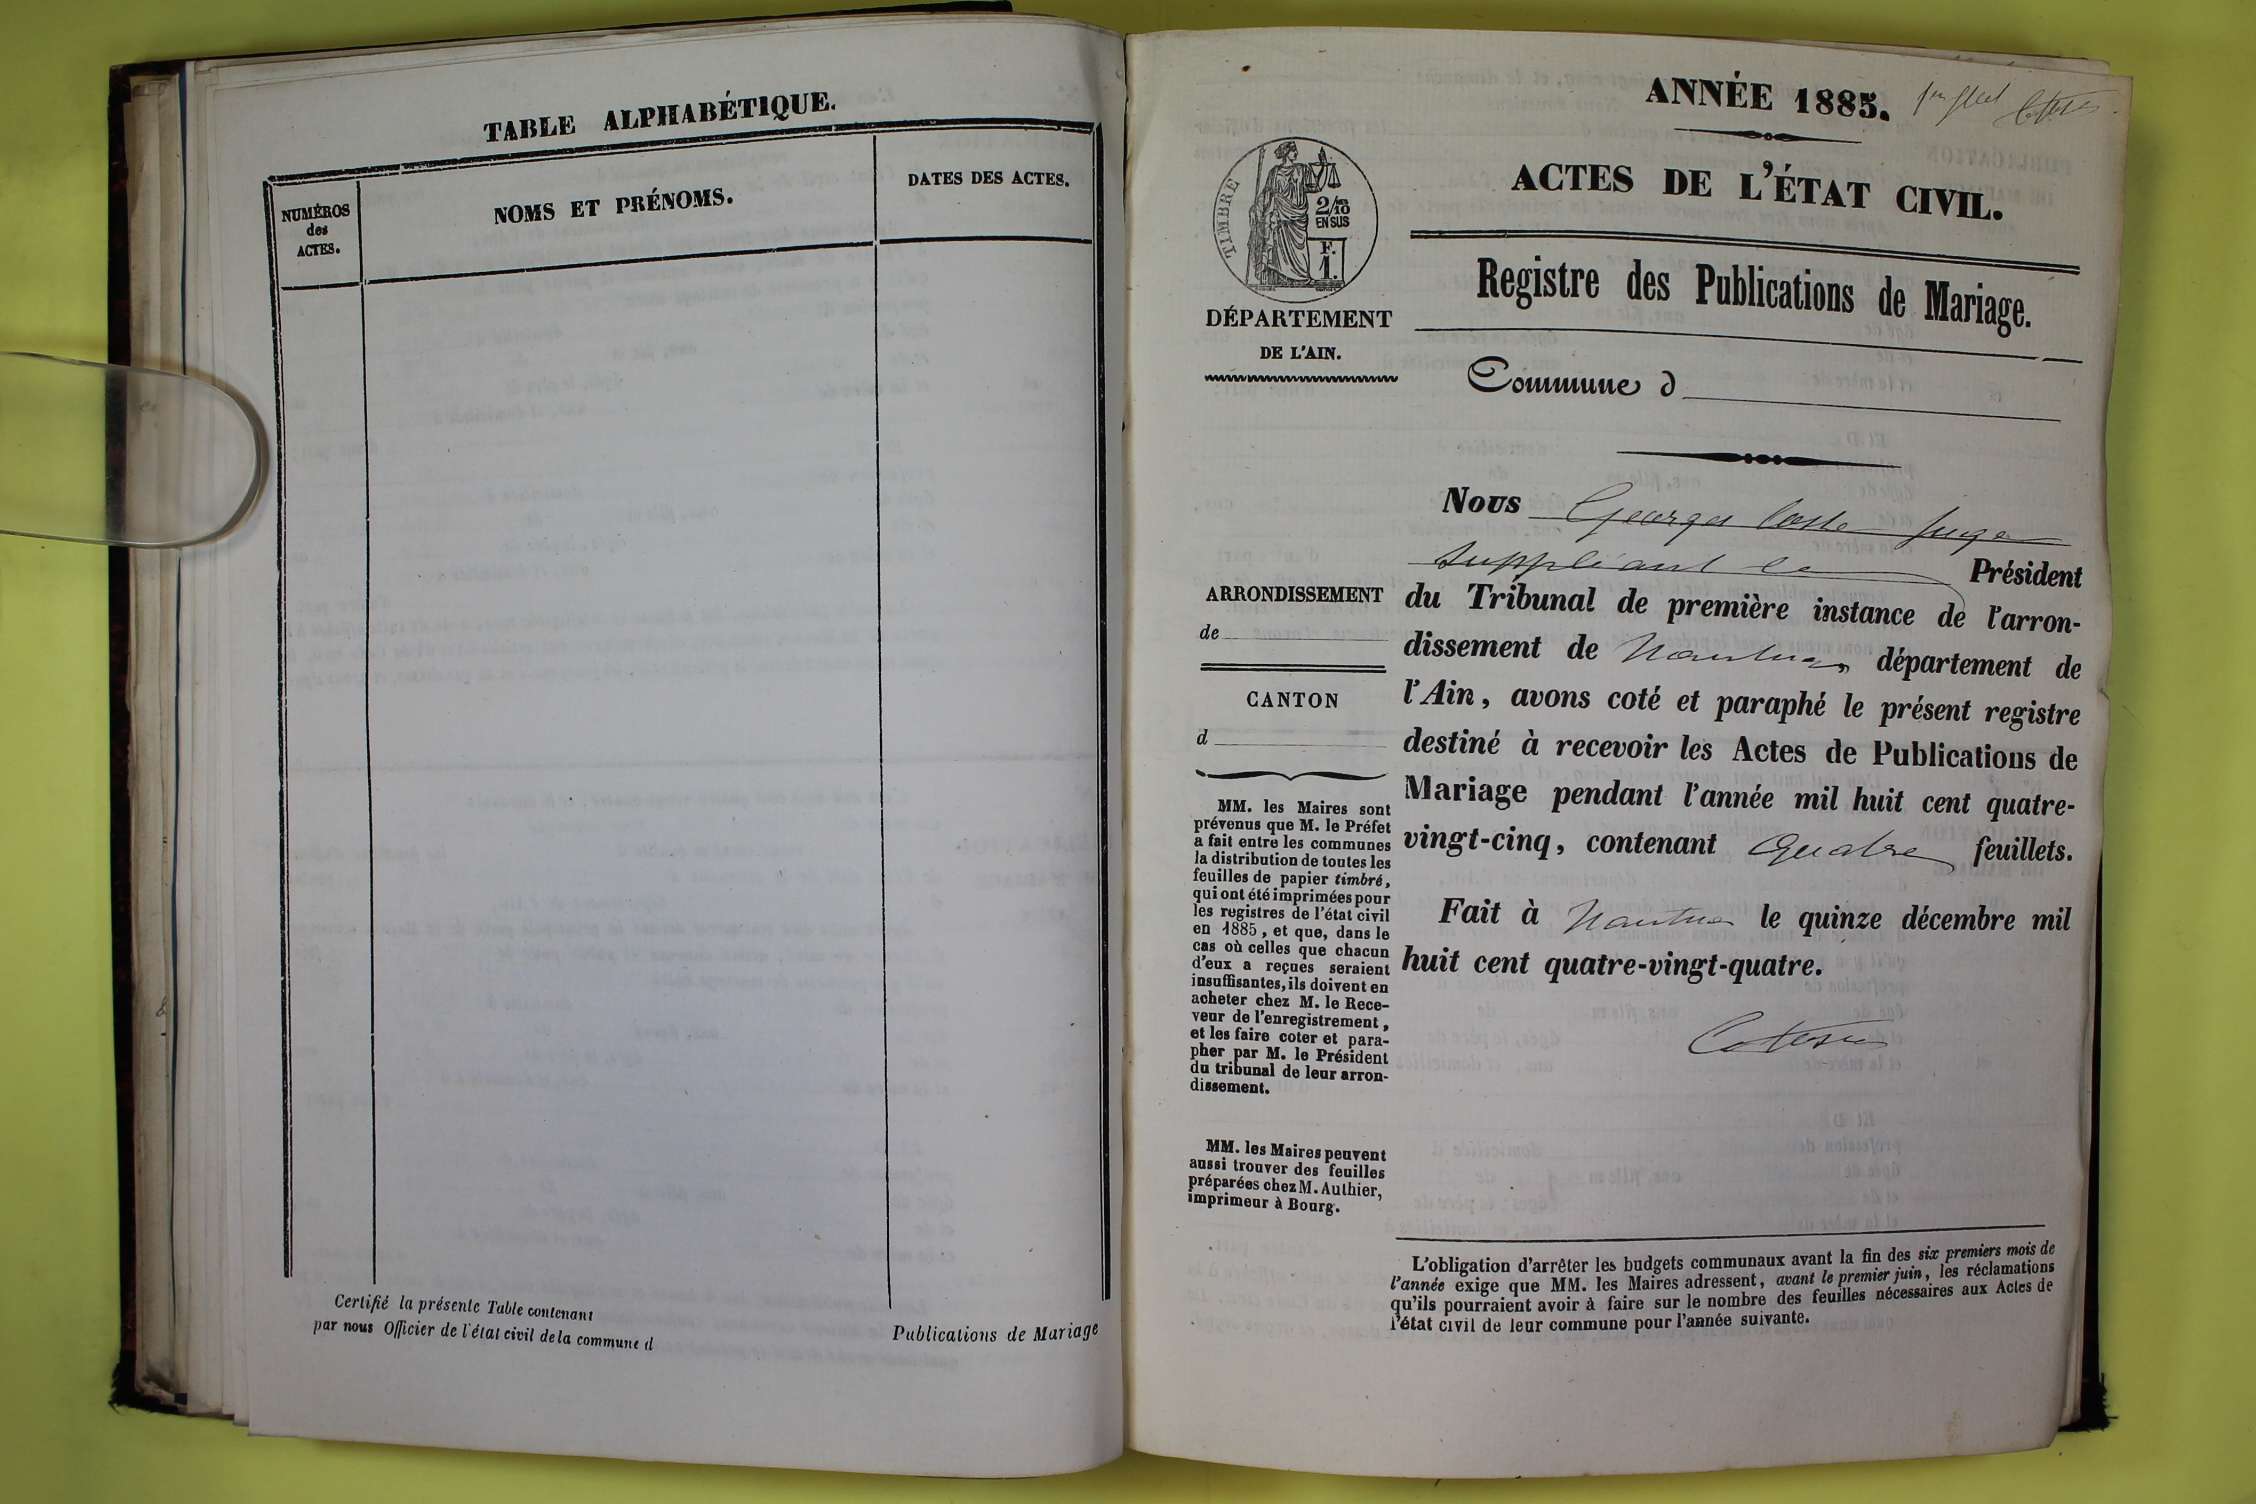 TABLE ALPHABÉTIQUE.
NUMÉROS
des
ACTES.
NOMS ET PRÉNOMS.
DATES DES ACTES.
Certifié la présente Table contenant
par nous Officier de l'état civil de la commune d
Publications de Mariage
ANNÉE 1885.
ACTES DE L'ÉTAT CIVIL.
TIMBRE
2/10
EN SUS
F.
1.
Registre des Publications de Mariage.
DÉPARTEMENT
DE L'AIN.
Commune d
Nous Georges Coste Juge
suppléant le Président
du Tribunal de première instance de l'arron-
dissement de Nantua, département de
l'Ain, avons coté et paraphé le présent registre
destiné à recevoir les Actes de Publications de
Mariage pendant l'année mil huit cent quatre-
vingt-cinq, contenant quatre feuillets.
Fait à Nantua le quinze décembre mil
huit cent quatre-vingt-quatre.
ARRONDISSEMENT
de
CANTON
d
MM. les Maires sont
prévenus que M. le Préfet
a fait entre les communes
la distribution de toutes les
feuilles de papier timbré,
qui ont été imprimées pour
les registres de l'état civil
en 1885, et que, dans le
cas où celles que chacun
d'eux a reçues seraient
insuffisantes, ils doivent en
acheter chez M. le Rece-
veur de l'enregistrement,
et les faire coter et para-
pher par M. le Président
du tribunal de leur arron-
dissement.
MM. les Maires peuvent
aussi trouver des feuilles
préparées chez M. Authier,
imprimeur à Bourg.
L'obligation d'arrêter les budgets communaux avant la fin des six premiers mois de
l'année exige que MM. les Maires adressent, avant le premier juin, les réclamations
qu'ils pourraient avoir à faire sur le nombre des feuilles nécessaires aux Actes de
l'état civil de leur commune pour l'année suivante.